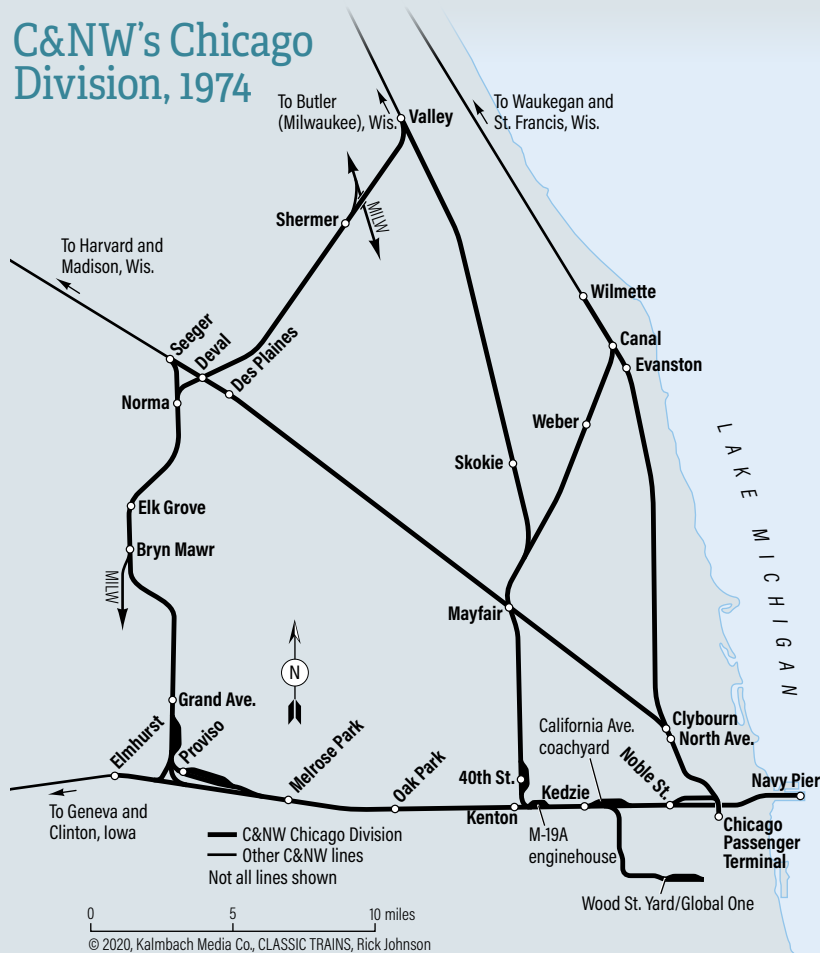 C&NW's Chicago
Division, 1974
To Butler
(Milwaukee), Wis.
Valley
To Waukegan and
St. Francis, Wis.
Shermer
MILW
To Harvard and
Madison, Wis.
Wilmette
Seeger
Deval
Des Plaines
Canal
Evanston
Norma
Weber
LAKE MICHIGAN
Skokie
Elk Grove
Bryn Mawr
MILW
Mayfair
N
Grand Ave.
Elmhurst
Proviso
Melrose Park
Oak Park
40th St.
Kenton
Kedzie
California Ave.
coachyard
Noble St.
Clybourn
North Ave.
Navy Pier
Chicago
Passenger
Terminal
M-19A
enginehouse
Wood St. Yard/Global One
To Geneva and
Clinton, Iowa
C&NW Chicago Division
Other C&NW lines
Not all lines shown
0 5 10 miles
© 2020, Kalmbach Media Co., CLASSIC TRAINS, Rick Johnson